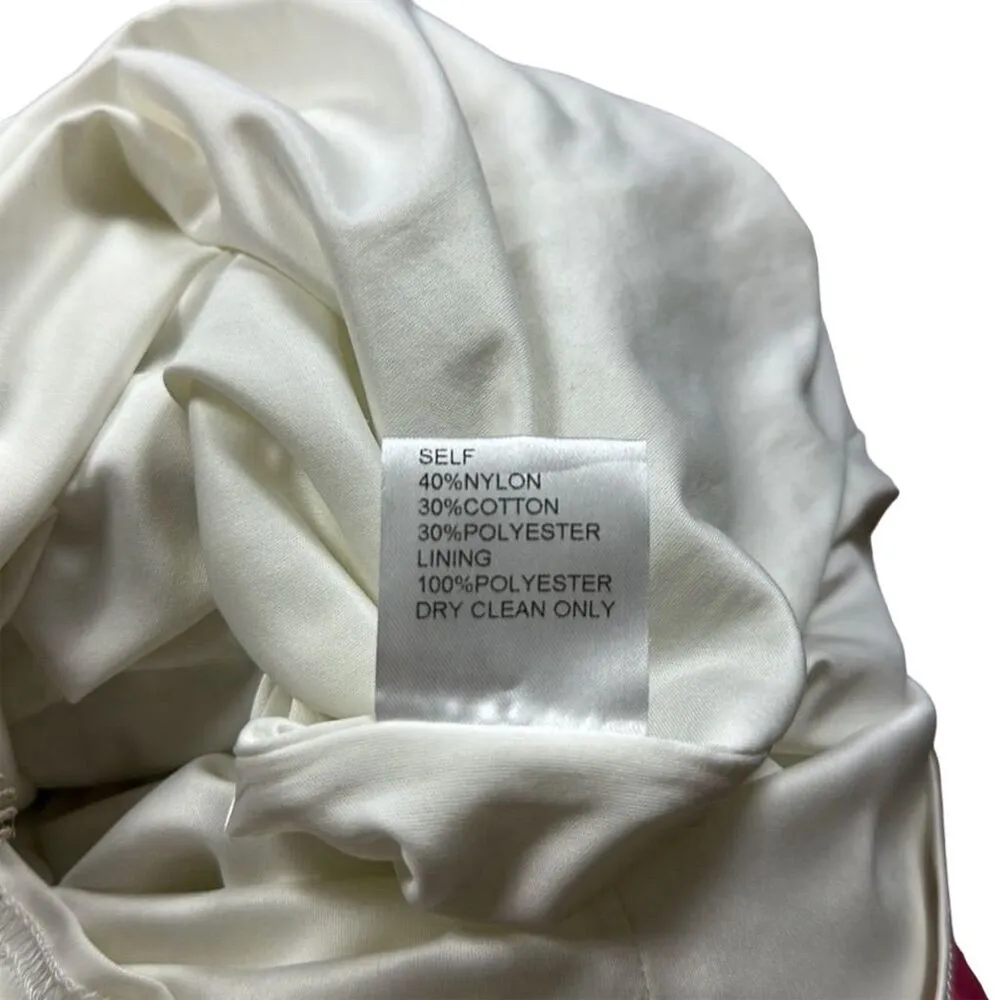 SELF
40%NYLON
30%COTTON
30%POLYESTER
LINING
100%POLYESTER
DRY CLEAN ONLY